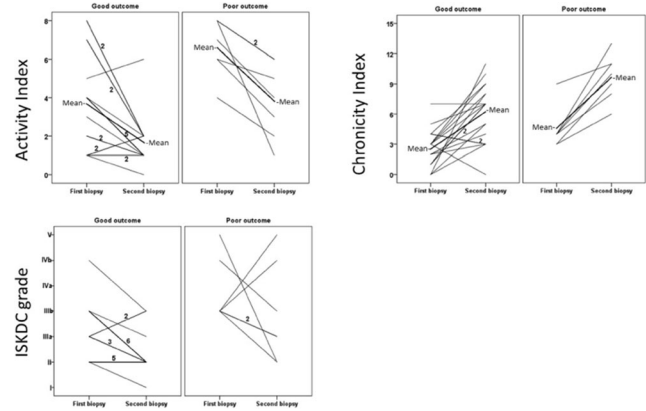 Good outcome Poor outcome
Activity Index
8
6
4
2
0
Mean
2
2
2
2
2
Mean
Mean
2
Mean
First biopsy Second biopsy First biopsy Second biopsy
Good outcome Poor outcome
Chronicity Index
15
12
9
6
3
0
Mean
2
2
Mean
Mean
Mean
First biopsy Second biopsy First biopsy Second biopsy
Good outcome Poor outcome
ISKDC grade
V
IVb
IVa
IIIb
IIIa
II
I
2
3
6
5
2
First biopsy Second biopsy First biopsy Second biopsy